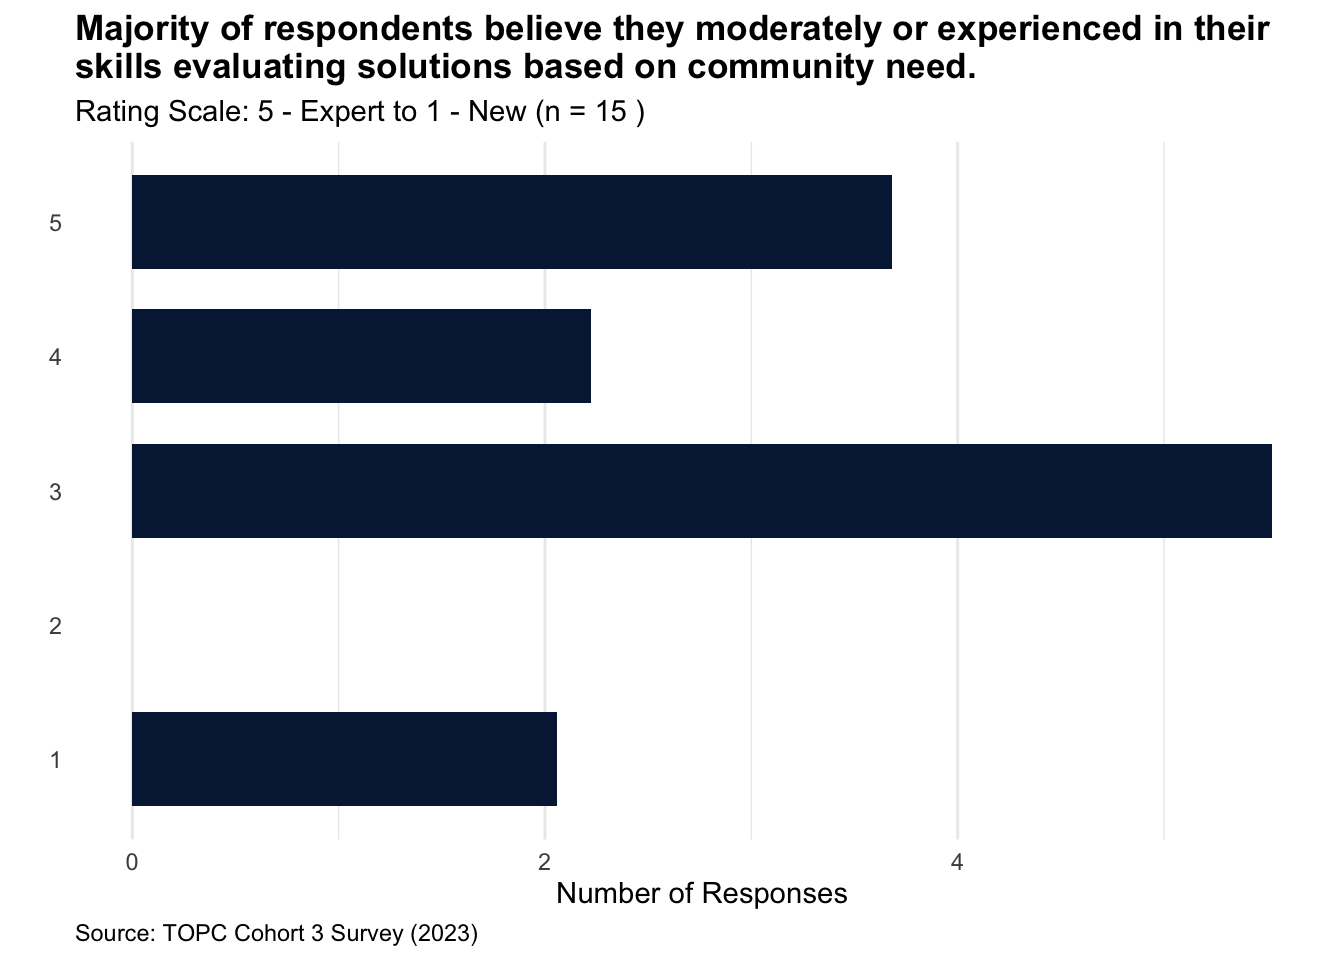 Majority of respondents believe they moderately or experienced in their
skills evaluating solutions based on community need.
Rating Scale: 5 - Expert to 1 - New (n = 15 )
5
4
3
2
1
0 2 4
Number of Responses
Source: TOPC Cohort 3 Survey (2023)